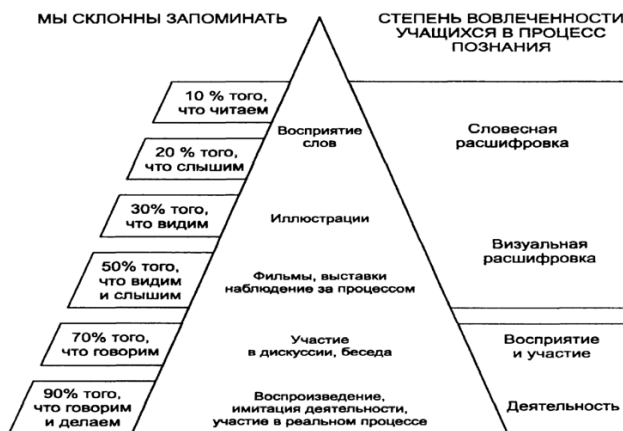 МЫ СКЛОННЫ ЗАПОМИНАТЬ
СТЕПЕНЬ ВОВЛЕЧЕННОСТИ
УЧАЩИХСЯ В ПРОЦЕСС
ПОЗНАНИЯ
10 % того,
что читаем
20 % того,
что слышим
30% того,
что видим
50% того,
что видим
и слышим
70% того,
что говорим
90% того,
что говорим
и делаем
Восприятие
слов
Иллюстрации
Фильмы, выставки
наблюдение за процессом
Участие
в дискуссии, беседа
Воспроизведение,
имитация деятельности,
участие в реальном процессе
Словесная
расшифровка
Визуальная
расшифровка
Восприятие
и участие
Деятельность